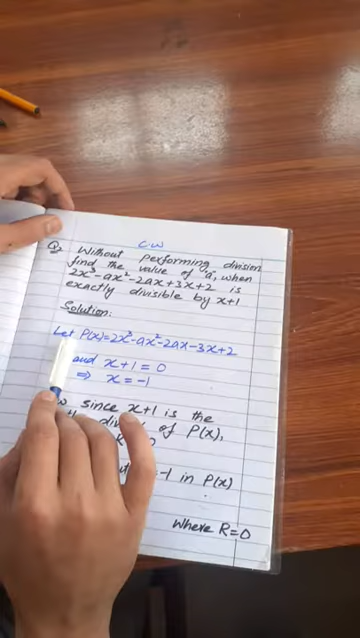 C.W
Q. Without performing division
find the value of "a", when
2x³-ax²-2ax+3x+2 is
exactly divisible by x+1
Solution:
Let P(x)=2x³-ax²-2ax-3x+2
and x+1=0
⇒ x=-1
since x+1 is the
of P(x),
-1 in P(x)
Where R=0